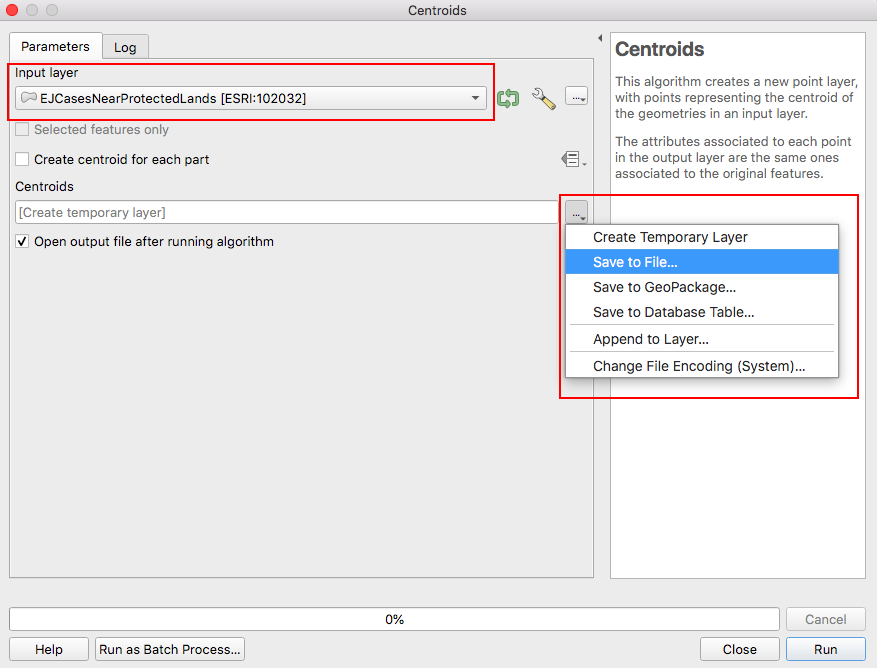 Centroids
Parameters
Log
Input layer
EJCasesNearProtectedLands [ESRI:102032]
...
Selected features only
Create centroid for each part
Centroids
[Create temporary layer]
...
Open output file after running algorithm
Create Temporary Layer
Save to File...
Save to GeoPackage...
Save to Database Table...
Append to Layer...
Change File Encoding (System)...
Centroids
This algorithm creates a new point layer,
with points representing the centroid of
the geometries in an input layer.
The attributes associated to each point
in the output layer are the same ones
associated to the original features.
0%
Cancel
Help
Run as Batch Process...
Close
Run